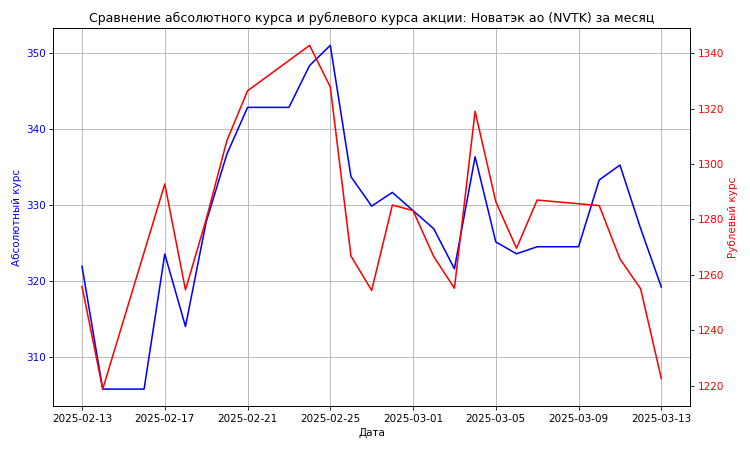 Сравнение абсолютного курса и рублевого курса акции: Новатэк ао (NVTK) за месяц
350
340
330
320
310
Абсолютный курс
1340
1320
1300
1280
1260
1240
1220
Рублевый курс
2025-02-13 2025-02-17 2025-02-21 2025-02-25 2025-03-01 2025-03-05 2025-03-09 2025-03-13
Дата